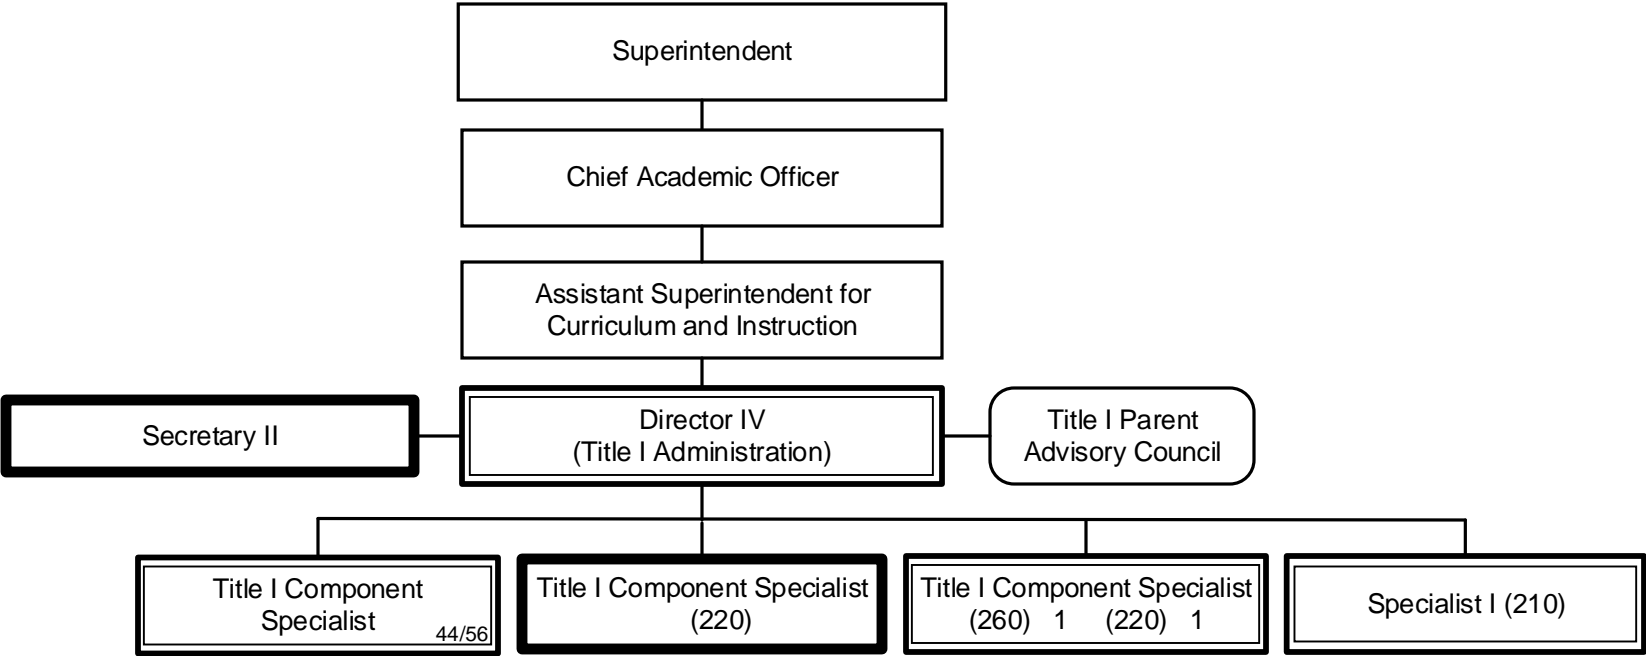 Superintendent
Chief Academic Officer
Assistant Superintendent for
Curriculum and Instruction
Secretary II
Director IV
(Title I Administration)
Title I Parent
Advisory Council
Title I Component
Specialist
44/56
Title I Component Specialist
(220)
Title I Component Specialist
(260) 1 (220) 1
Specialist I (210)